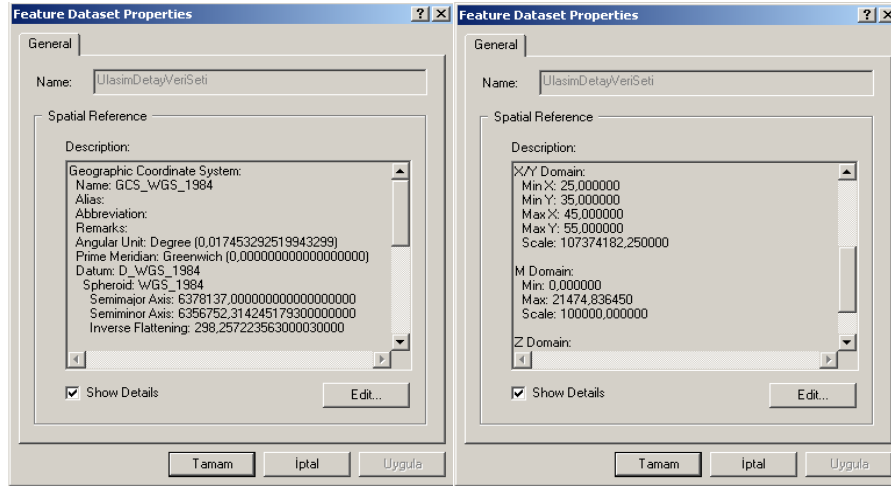 Feature Dataset Properties
General
Name: UlasimDetayVeriSeti
Spatial Reference
Description:
Geographic Coordinate System:
Name: GCS_WGS_1984
Alias:
Abbreviation:
Remarks:
Angular Unit: Degree (0,017453292519943299)
Prime Meridian: Greenwich (0,000000000000000000)
Datum: D_WGS_1984
Spheroid: WGS_1984
Semimajor Axis: 6378137,000000000000000000
Semiminor Axis: 6356752,314245179300000000
Inverse Flattening: 298,257223563000030000
Show Details
Edit...
Tamam İptal Uygula
Feature Dataset Properties
General
Name: UlasimDetayVeriSeti
Spatial Reference
Description:
X/Y Domain:
Min X: 25,000000
Min Y: 35,000000
Max X: 45,000000
Max Y: 55,000000
Scale: 107374182,250000
M Domain:
Min: 0,000000
Max: 21474,836450
Scale: 100000,000000
Z Domain:
Show Details
Edit...
Tamam İptal Uygula